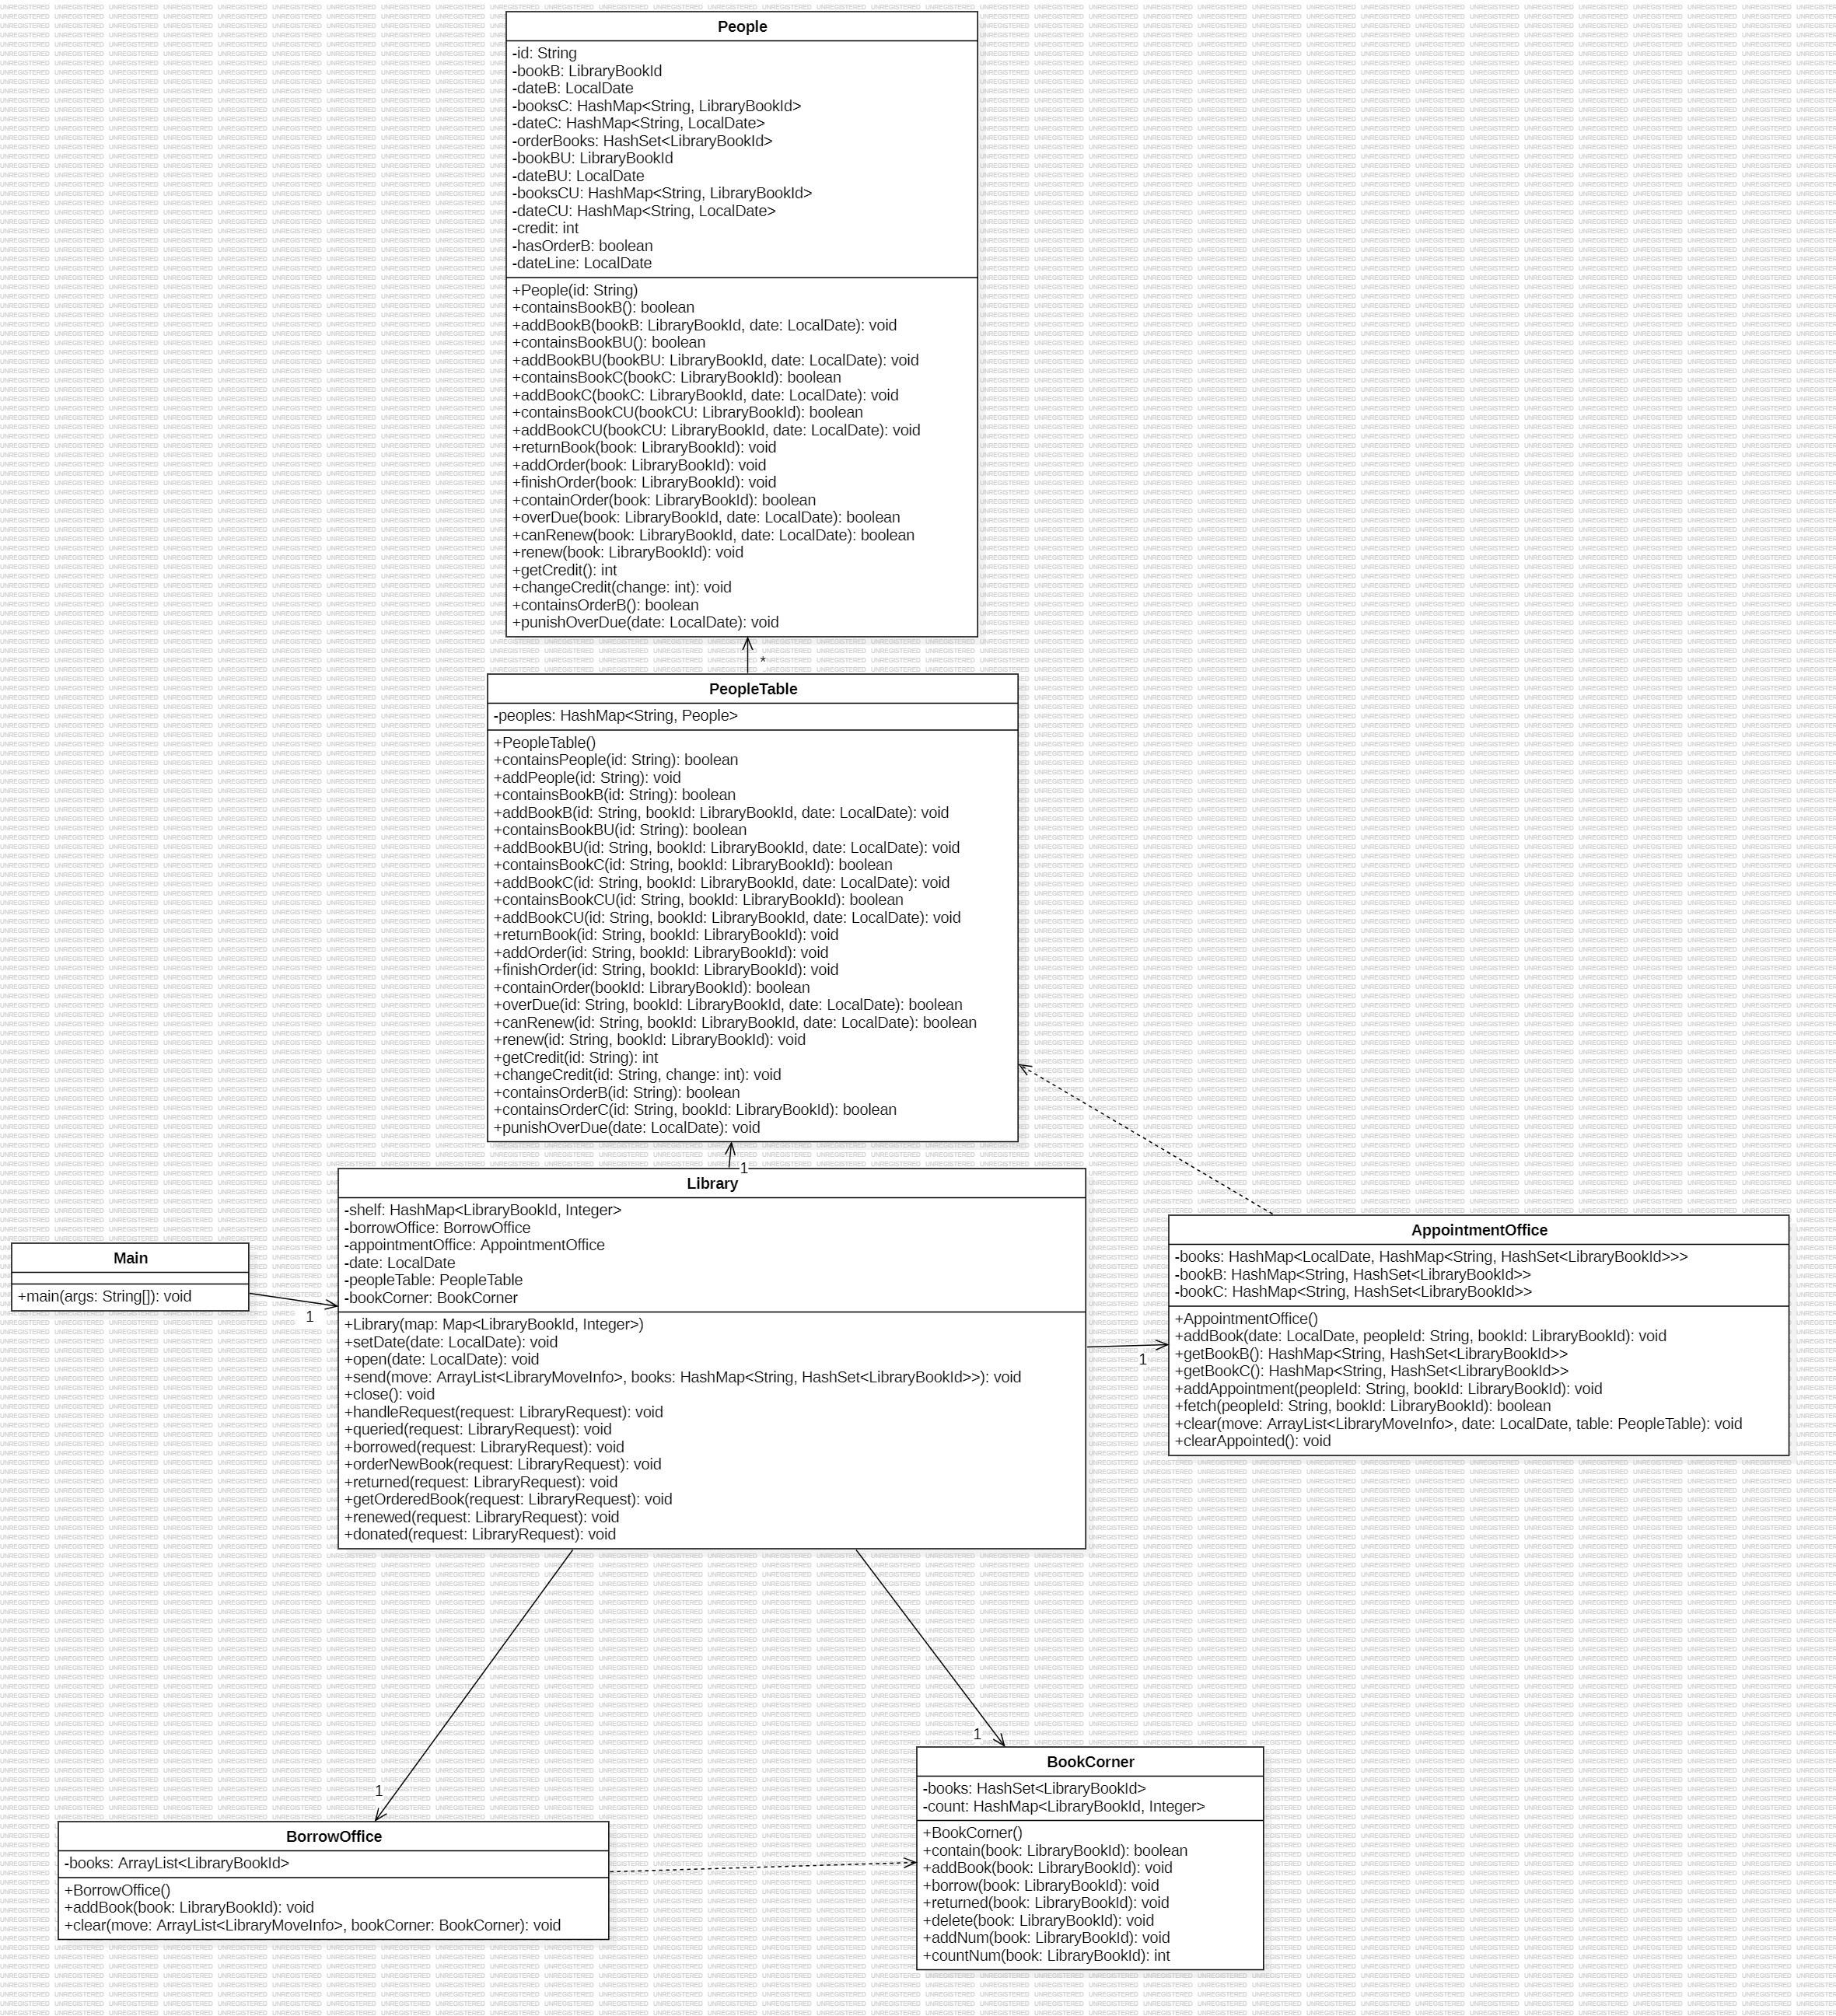 People
-id: String
-bookB: LibraryBookId
-dateB: LocalDate
-booksC: HashMap<String, LibraryBookId>
-dateC: HashMap<String, LocalDate>
-orderBooks: HashSet<LibraryBookId>
-bookBU: LibraryBookId
-dateBU: LocalDate
-booksCU: HashMap<String, LibraryBookId>
-dateCU: HashMap<String, LocalDate>
-credit: int
-hasOrderB: boolean
-dateLine: LocalDate
+People(id: String)
+containsBookB(): boolean
+addBookB(bookB: LibraryBookId, date: LocalDate): void
+containsBookBU(): boolean
+addBookBU(bookBU: LibraryBookId, date: LocalDate): void
+containsBookC(bookC: LibraryBookId): boolean
+addBookC(bookC: LibraryBookId, date: LocalDate): void
+containsBookCU(bookCU: LibraryBookId): boolean
+addBookCU(bookCU: LibraryBookId, date: LocalDate): void
+returnBook(book: LibraryBookId): void
+addOrder(book: LibraryBookId): void
+finishOrder(book: LibraryBookId): void
+containOrder(book: LibraryBookId): boolean
+overDue(book: LibraryBookId, date: LocalDate): boolean
+canRenew(book: LibraryBookId, date: LocalDate): boolean
+renew(book: LibraryBookId): void
+getCredit(): int
+changeCredit(change: int): void
+containsOrderB(): boolean
+punishOverDue(date: LocalDate): void
*
PeopleTable
-peoples: HashMap<String, People>
+PeopleTable()
+containsPeople(id: String): boolean
+addPeople(id: String): void
+containsBookB(id: String): boolean
+addBookB(id: String, bookId: LibraryBookId, date: LocalDate): void
+containsBookBU(id: String): boolean
+addBookBU(id: String, bookId: LibraryBookId, date: LocalDate): void
+containsBookC(id: String, bookId: LibraryBookId): boolean
+addBookC(id: String, bookId: LibraryBookId, date: LocalDate): void
+containsBookCU(id: String, bookId: LibraryBookId): boolean
+addBookCU(id: String, bookId: LibraryBookId, date: LocalDate): void
+returnBook(id: String, bookId: LibraryBookId): void
+addOrder(id: String, bookId: LibraryBookId): void
+finishOrder(id: String, bookId: LibraryBookId): void
+containOrder(bookId: LibraryBookId): boolean
+overDue(id: String, bookId: LibraryBookId, date: LocalDate): boolean
+canRenew(id: String, bookId: LibraryBookId, date: LocalDate): boolean
+renew(id: String, bookId: LibraryBookId): void
+getCredit(id: String): int
+changeCredit(id: String, change: int): void
+containsOrderB(id: String): boolean
+containsOrderC(id: String, bookId: LibraryBookId): boolean
+punishOverDue(date: LocalDate): void
1
Library
-shelf: HashMap<LibraryBookId, Integer>
-borrowOffice: BorrowOffice
-appointmentOffice: AppointmentOffice
-date: LocalDate
-peopleTable: PeopleTable
-bookCorner: BookCorner
+Library(map: Map<LibraryBookId, Integer>)
+setDate(date: LocalDate): void
+open(date: LocalDate): void
+send(move: ArrayList<LibraryMoveInfo>, books: HashMap<String, HashSet<LibraryBookId>>): void
+close(): void
+handleRequest(request: LibraryRequest): void
+queried(request: LibraryRequest): void
+borrowed(request: LibraryRequest): void
+orderNewBook(request: LibraryRequest): void
+returned(request: LibraryRequest): void
+getOrderedBook(request: LibraryRequest): void
+renewed(request: LibraryRequest): void
+donated(request: LibraryRequest): void
Main
+main(args: String[]): void
1
AppointmentOffice
-books: HashMap<LocalDate, HashMap<String, HashSet<LibraryBookId>>>
-bookB: HashMap<String, HashSet<LibraryBookId>>
-bookC: HashMap<String, HashSet<LibraryBookId>>
+AppointmentOffice()
+addBook(date: LocalDate, peopleId: String, bookId: LibraryBookId): void
+getBookB(): HashMap<String, HashSet<LibraryBookId>>
+getBookC(): HashMap<String, HashSet<LibraryBookId>>
+addAppointment(peopleId: String, bookId: LibraryBookId): void
+fetch(peopleId: String, bookId: LibraryBookId): boolean
+clear(move: ArrayList<LibraryMoveInfo>, date: LocalDate, table: PeopleTable): void
+clearAppointed(): void
1
1
1
BorrowOffice
-books: ArrayList<LibraryBookId>
+BorrowOffice()
+addBook(book: LibraryBookId): void
+clear(move: ArrayList<LibraryMoveInfo>, bookCorner: BookCorner): void
BookCorner
-books: HashSet<LibraryBookId>
-count: HashMap<LibraryBookId, Integer>
+BookCorner()
+contain(book: LibraryBookId): boolean
+addBook(book: LibraryBookId): void
+borrow(book: LibraryBookId): void
+returned(book: LibraryBookId): void
+delete(book: LibraryBookId): void
+addNum(book: LibraryBookId): void
+countNum(book: LibraryBookId): int
UNREGISTERED